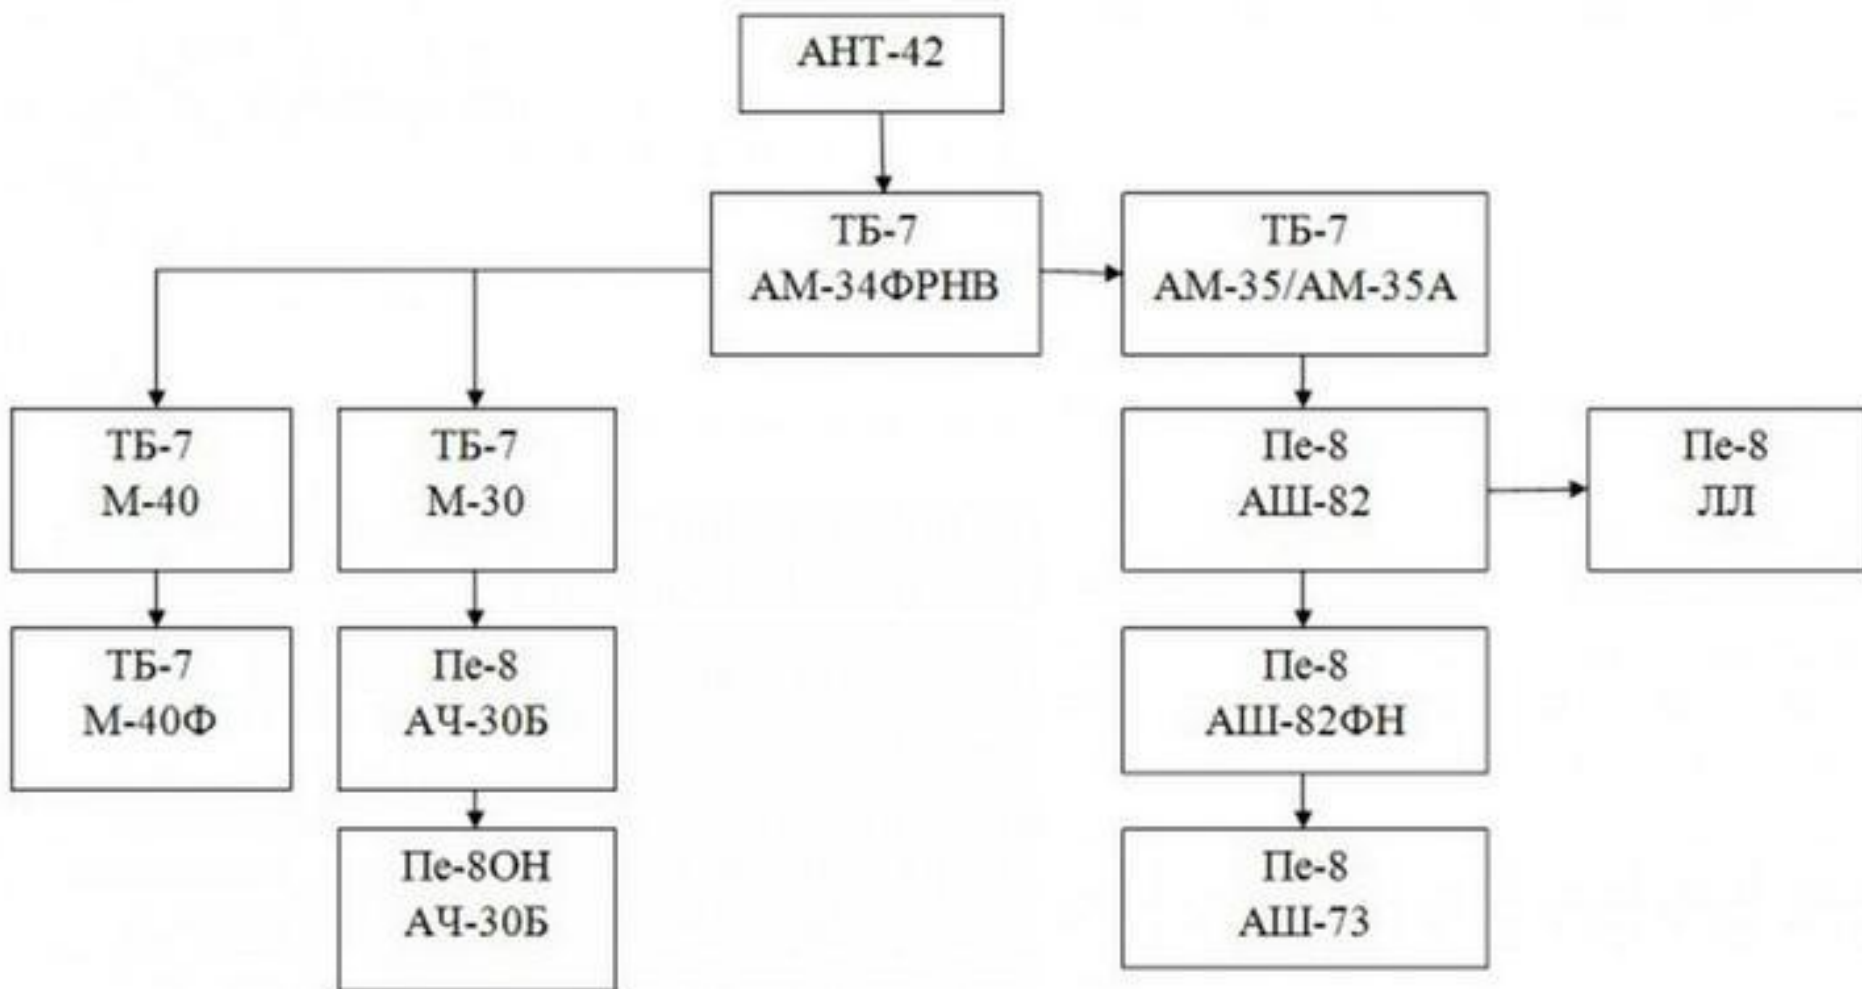 АНТ-42
ТБ-7
АМ-34ФРНВ
ТБ-7
АМ-35/АМ-35А
ТБ-7
М-40
ТБ-7
М-30
Пе-8
АШ-82
Пе-8
ЛЛ
ТБ-7
М-40Ф
Пе-8
АЧ-30Б
Пе-8
АШ-82ФН
Пе-8ОН
АЧ-30Б
Пе-8
АШ-73